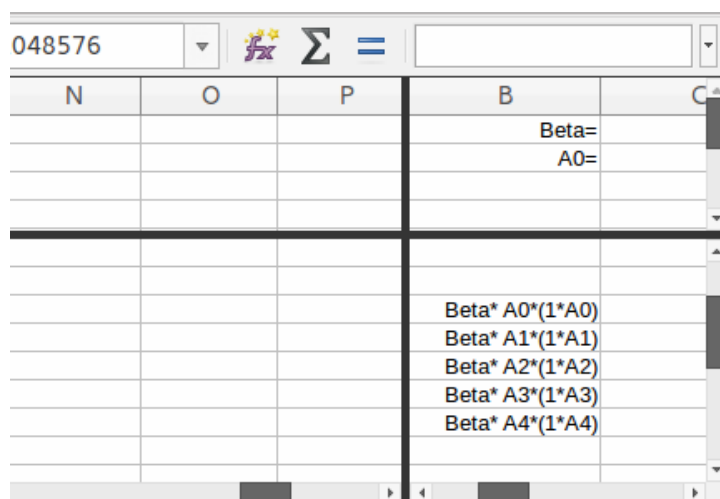 048576 fx Σ =
N O P B C
Beta=
A0=
Beta* A0*(1*A0)
Beta* A1*(1*A1)
Beta* A2*(1*A2)
Beta* A3*(1*A3)
Beta* A4*(1*A4)